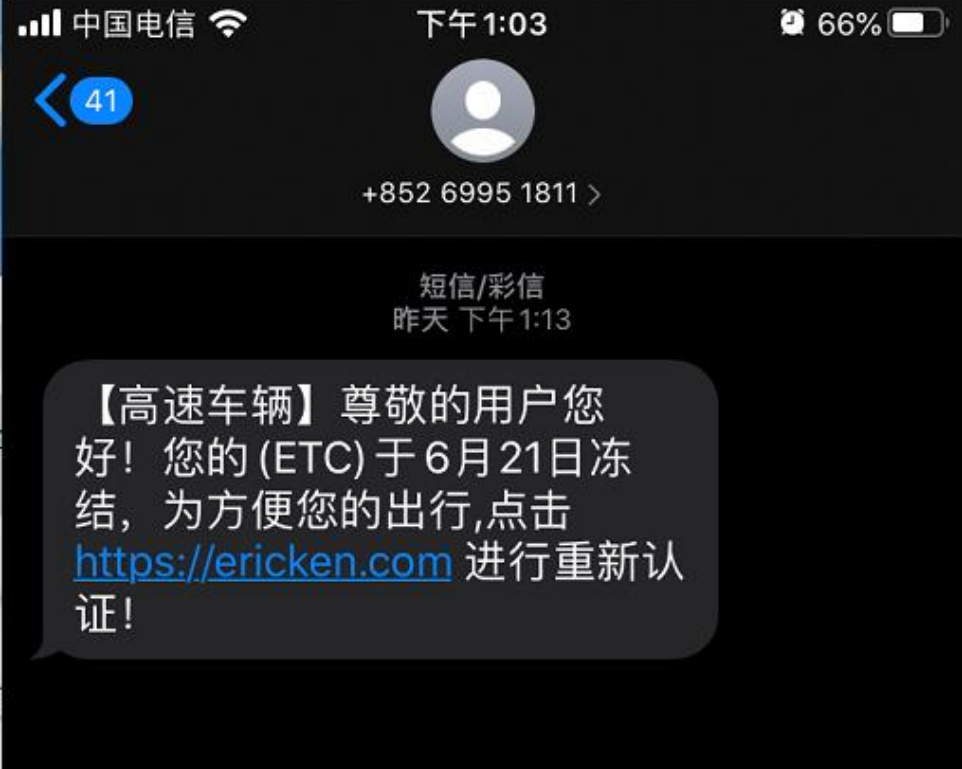 中国电信 下午1:03 66%
41
+852 6995 1811
短信/彩信
昨天 下午1:13
【高速车辆】尊敬的用户您
好！您的(ETC)于6月21日冻
结，为方便您的出行,点击
https://ericken.com 进行重新认
证！